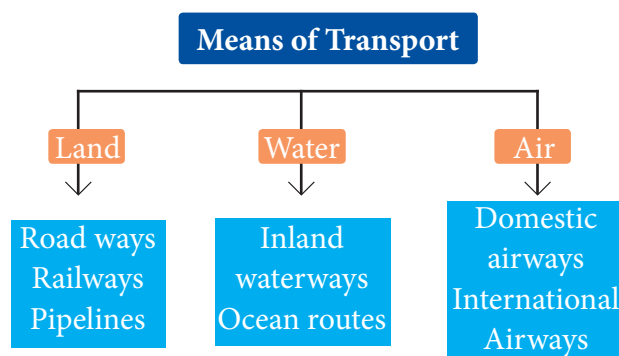 Means of Transport
Land
Water
Air
Road ways
Railways
Pipelines
Inland
waterways
Ocean routes
Domestic
airways
International
Airways